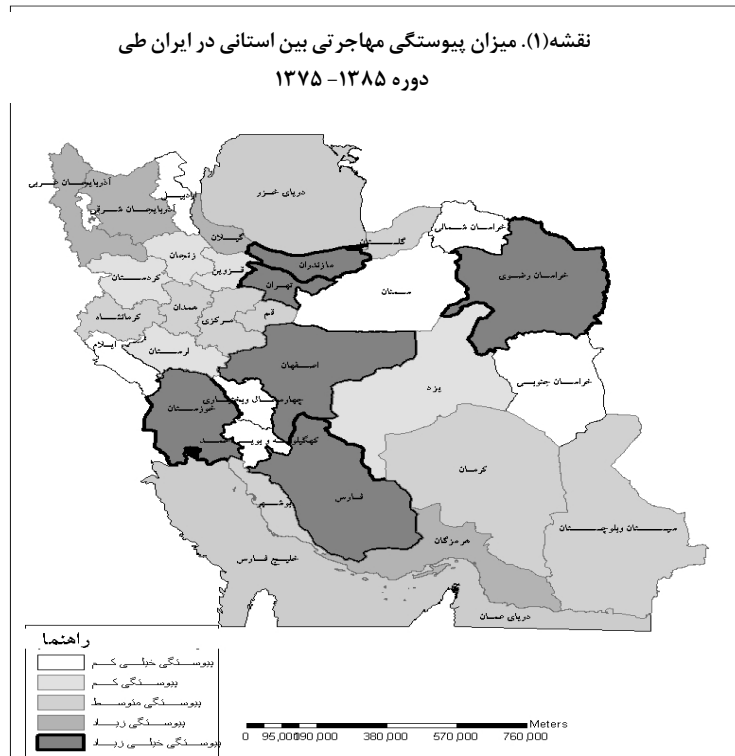 نقشه(۱). میزان پیوستگی مهاجرتی بین استانی در ایران طی
دوره ۱۳۸۵- ۱۳۷۵
آذربایجان غربی
اردبیل
آذربایجان شرقی
دریای خزر
گیلان
گلستان
خراسان شمالی
مازندران
خراسان رضوی
زنجان
قزوین
تهران
سمنان
کردستان
همدان
قم
مرکزی
کرمانشاه
ایلام
لرستان
اصفهان
یزد
خراسان جنوبی
چهارمحال وبختیاری
خوزستان
کهگیلویه و بویراحمد
کرمان
فارس
بوشهر
سیستان وبلوچستان
هرمزگان
خلیج فارس
دریای عمان
راهنما
پیوستگی خیلی کم
پیوستگی کم
پیوستگی متوسط
پیوستگی زیاد
پیوستگی خیلی زیاد
Meters
0 95,000190,000 380,000 570,000 760,000